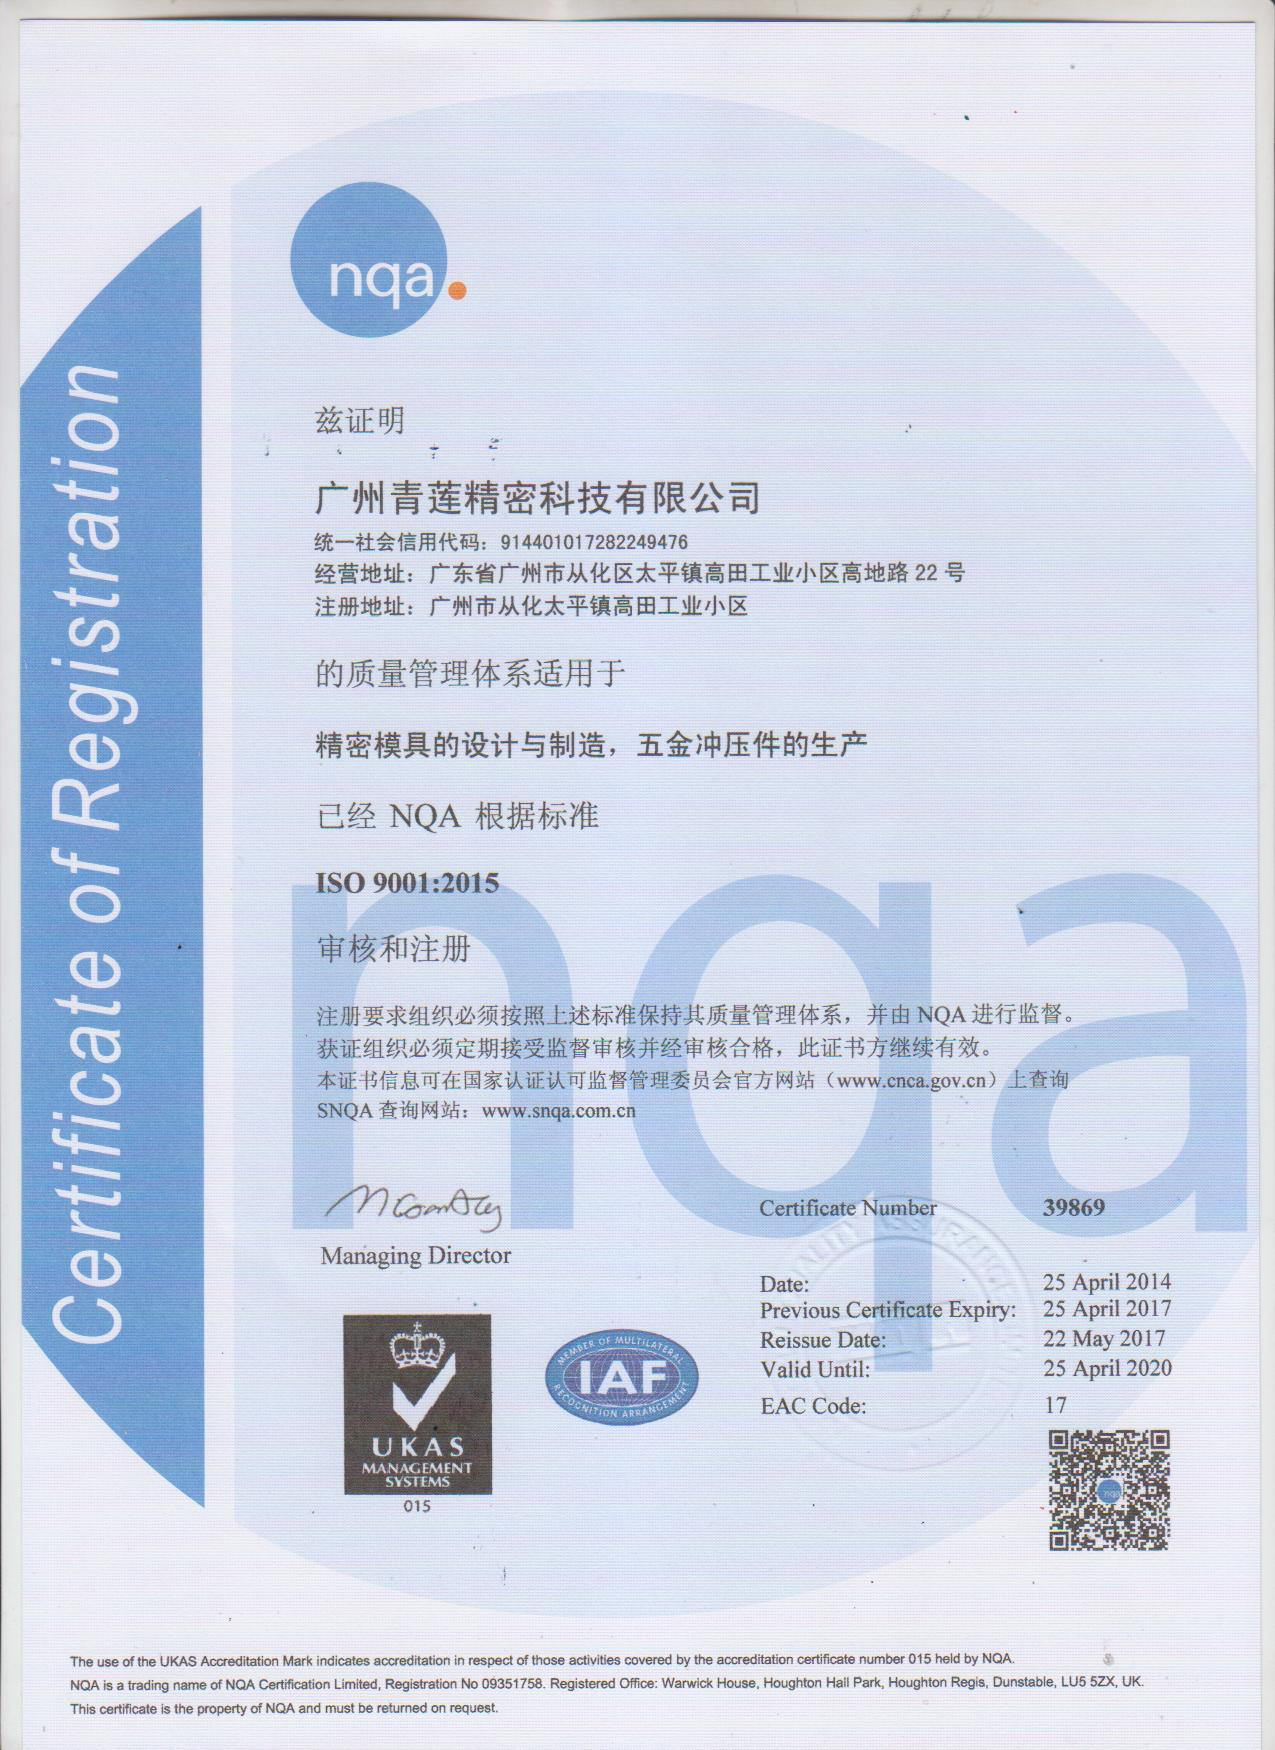 Certificate of Registration
nqa.
兹证明
广州青莲精密科技有限公司
统一社会信用代码：914401017282249476
经营地址：广东省广州市从化区太平镇高田工业小区高地路 22 号
注册地址：广州市从化太平镇高田工业小区
的质量管理体系适用于
精密模具的设计与制造，五金冲压件的生产
已经 NQA 根据标准
ISO 9001:2015
审核和注册
注册要求组织必须按照上述标准保持其质量管理体系，并由 NQA 进行监督。
获证组织必须定期接受监督审核并经审核合格，此证书方继续有效。
本证书信息可在国家认证认可监督管理委员会官方网站（www.cnca.gov.cn）上查询
SNQA 查询网站：www.snqa.com.cn
nqa
Managing Director
Certificate Number 39869
Date: 25 April 2014
Previous Certificate Expiry: 25 April 2017
Reissue Date: 22 May 2017
Valid Until: 25 April 2020
EAC Code: 17
UKAS
MANAGEMENT
SYSTEMS
015
MEMBER OF MULTILATERAL
IAF
RECOGNITION ARRANGEMENT
nqa
The use of the UKAS Accreditation Mark indicates accreditation in respect of those activities covered by the accreditation certificate number 015 held by NQA.
NQA is a trading name of NQA Certification Limited, Registration No 09351758. Registered Office: Warwick House, Houghton Hall Park, Houghton Regis, Dunstable, LU5 5ZX, UK.
This certificate is the property of NQA and must be returned on request.